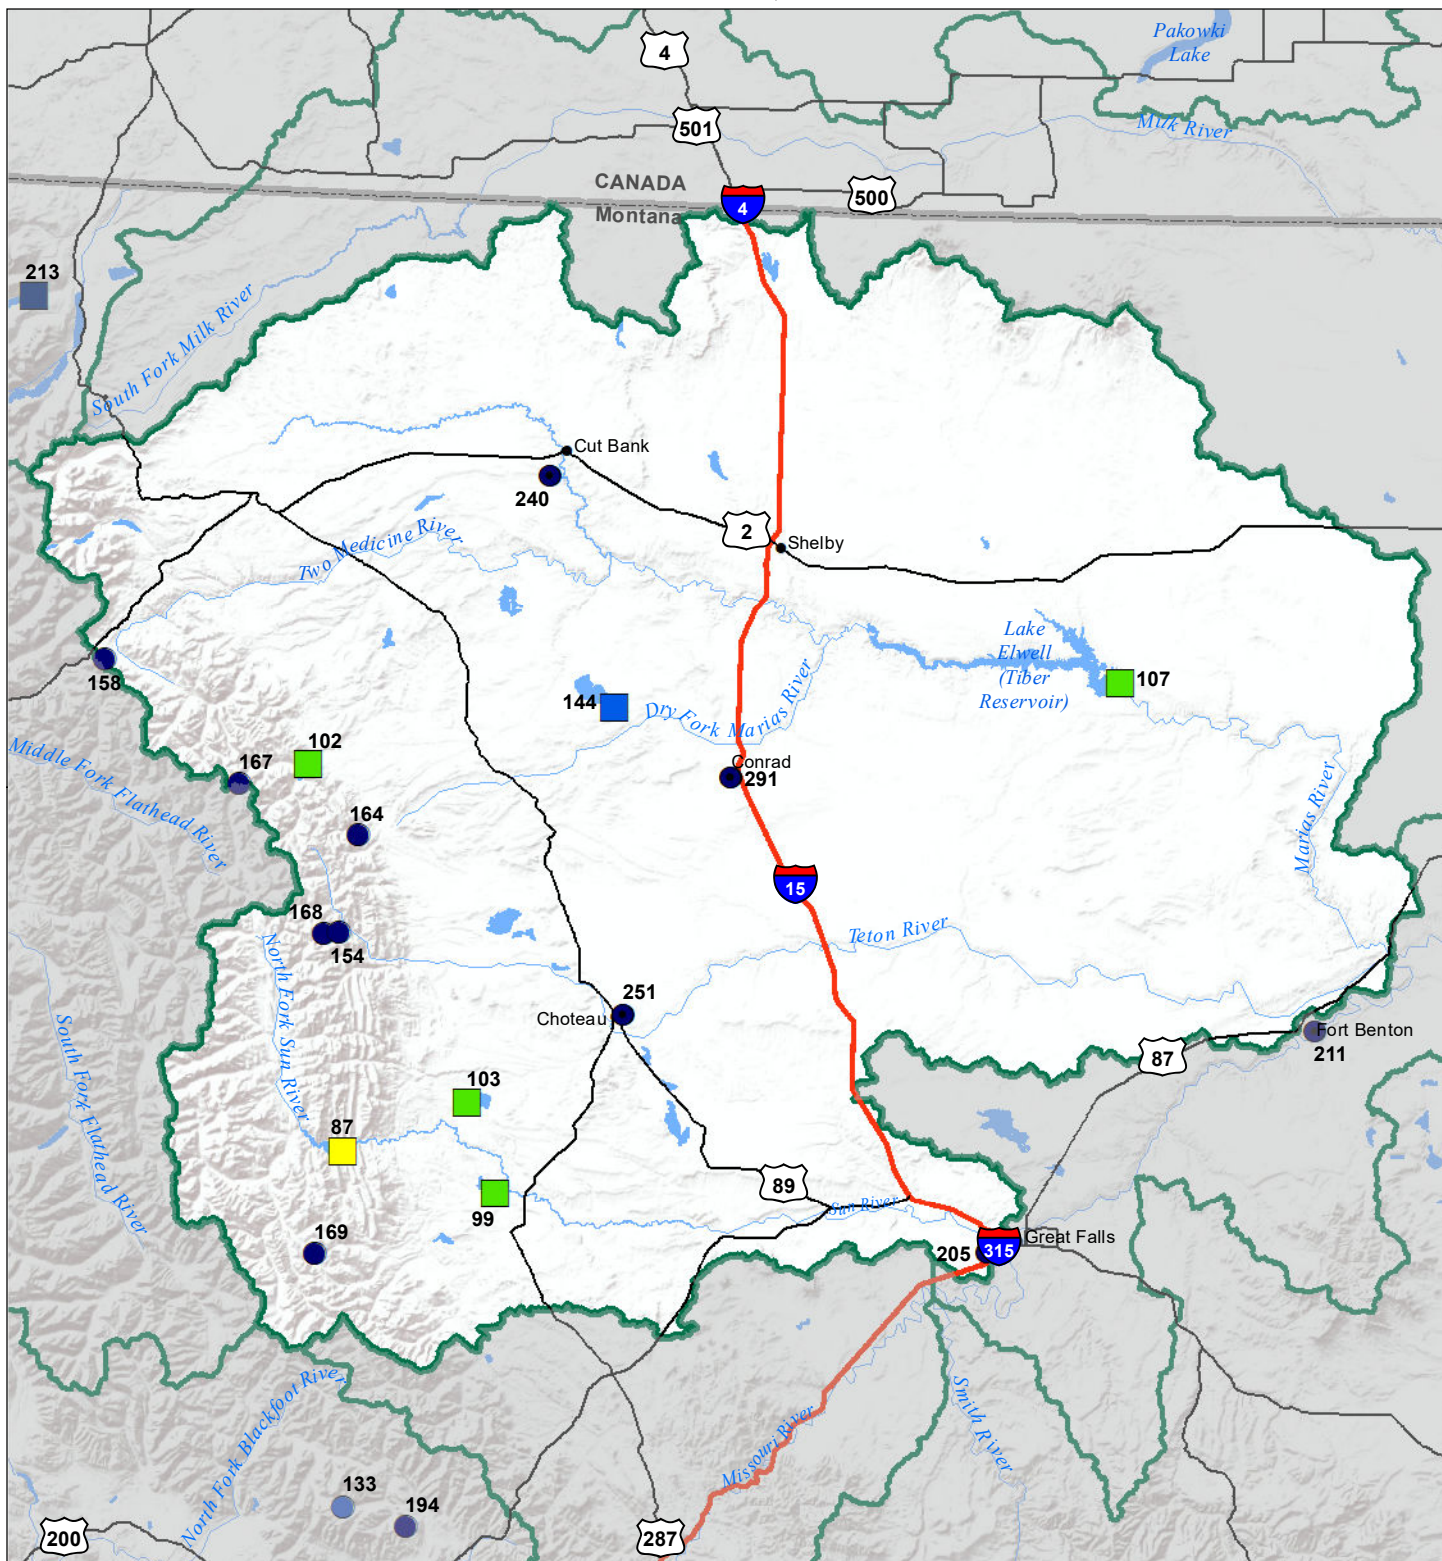 Pakowki
Lake
4
501
Milk River
CANADA
Montana
4
500
213
South Fork Milk River
Cut Bank
240
2
Shelby
Two Medicine River
Lake
Elwell
(Tiber
Reservoir)
107
158
144
Dry Fork Marias River
102
167
Middle Fork Flathead River
Conrad
291
164
Marias River
15
168
154
North Fork Sun River
Teton River
251
Choteau
South Fork Flathead River
Fort Benton
211
87
103
87
89
99
Sun River
169
205
315
Great Falls
North Fork Blackfoot River
Smith River
Missouri River
133
194
200
287